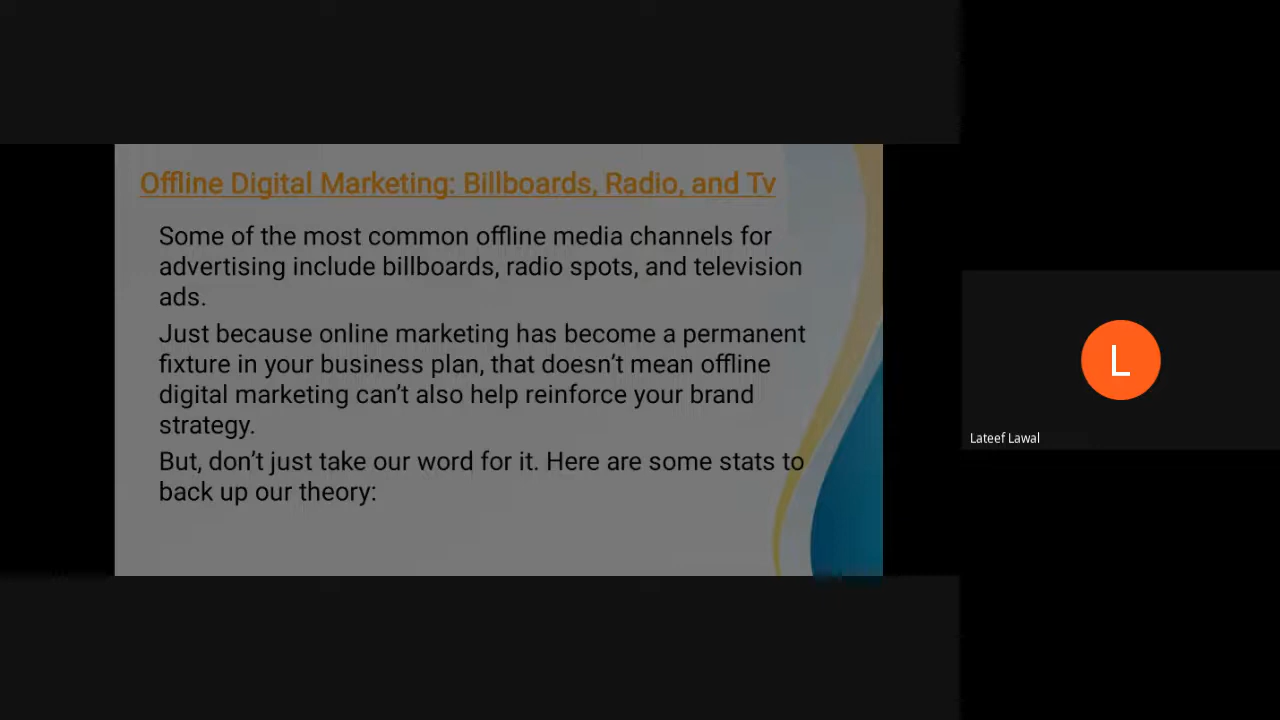 Offline Digital Marketing: Billboards, Radio, and Tv
Some of the most common offline media channels for
advertising include billboards, radio spots, and television
ads.
Just because online marketing has become a permanent
fixture in your business plan, that doesn’t mean offline
digital marketing can’t also help reinforce your brand
strategy.
But, don’t just take our word for it. Here are some stats to
back up our theory:
L
Lateef Lawal